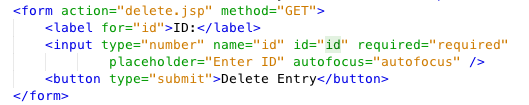 <form action="delete.jsp" method="GET">
<label for="id">ID:</label>
<input type="number" name="id" id="id" required="required"
placeholder="Enter ID" autofocus="autofocus" />
<button type="submit">Delete Entry</button>
</form>